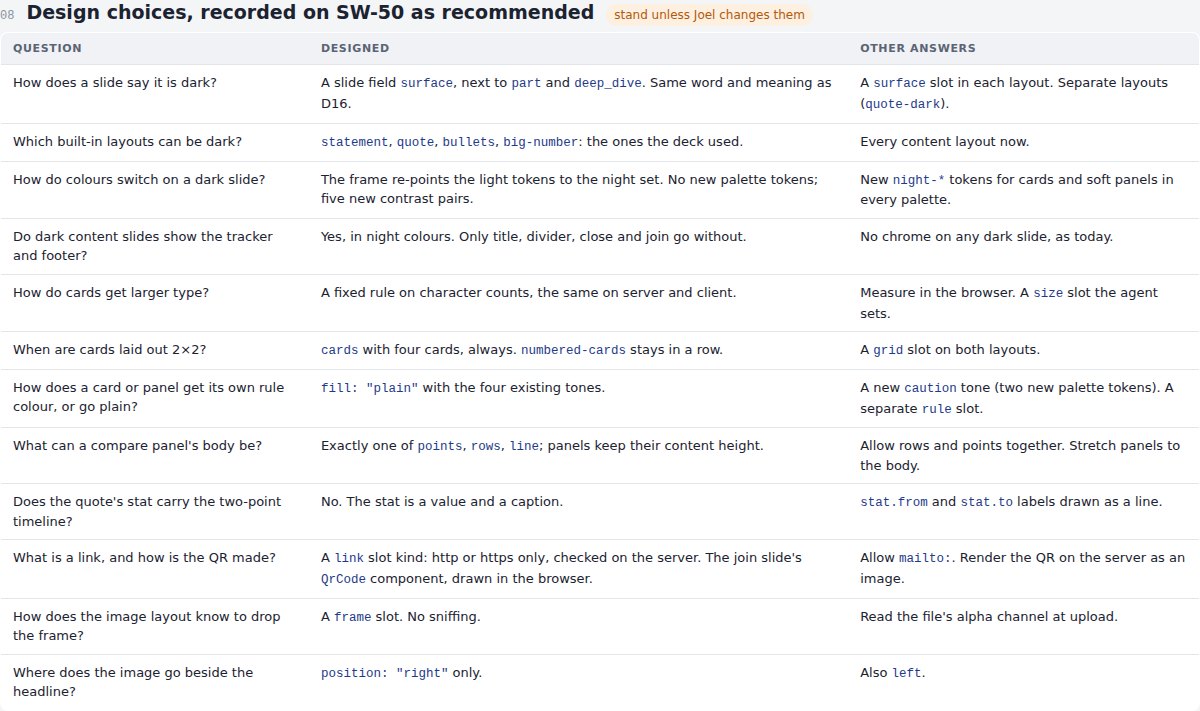 08 Design choices, recorded on SW-50 as recommended stand unless Joel changes them
QUESTION DESIGNED OTHER ANSWERS
How does a slide say it is dark? A slide field surface, next to part and deep_dive. Same word and meaning as A surface slot in each layout. Separate layouts
D16. (quote-dark).
Which built-in layouts can be dark? statement, quote, bullets, big-number: the ones the deck used. Every content layout now.
How do colours switch on a dark slide? The frame re-points the light tokens to the night set. No new palette tokens; New night-* tokens for cards and soft panels in
five new contrast pairs. every palette.
Do dark content slides show the tracker Yes, in night colours. Only title, divider, close and join go without. No chrome on any dark slide, as today.
and footer?
How do cards get larger type? A fixed rule on character counts, the same on server and client. Measure in the browser. A size slot the agent
sets.
When are cards laid out 2×2? cards with four cards, always. numbered-cards stays in a row. A grid slot on both layouts.
How does a card or panel get its own rule fill: "plain" with the four existing tones. A new caution tone (two new palette tokens). A
colour, or go plain? separate rule slot.
What can a compare panel's body be? Exactly one of points, rows, line; panels keep their content height. Allow rows and points together. Stretch panels to
the body.
Does the quote's stat carry the two-point No. The stat is a value and a caption. stat.from and stat.to labels drawn as a line.
timeline?
What is a link, and how is the QR made? A link slot kind: http or https only, checked on the server. The join slide's Allow mailto:. Render the QR on the server as an
QrCode component, drawn in the browser. image.
How does the image layout know to drop A frame slot. No sniffing. Read the file's alpha channel at upload.
the frame?
Where does the image go beside the position: "right" only. Also left.
headline?